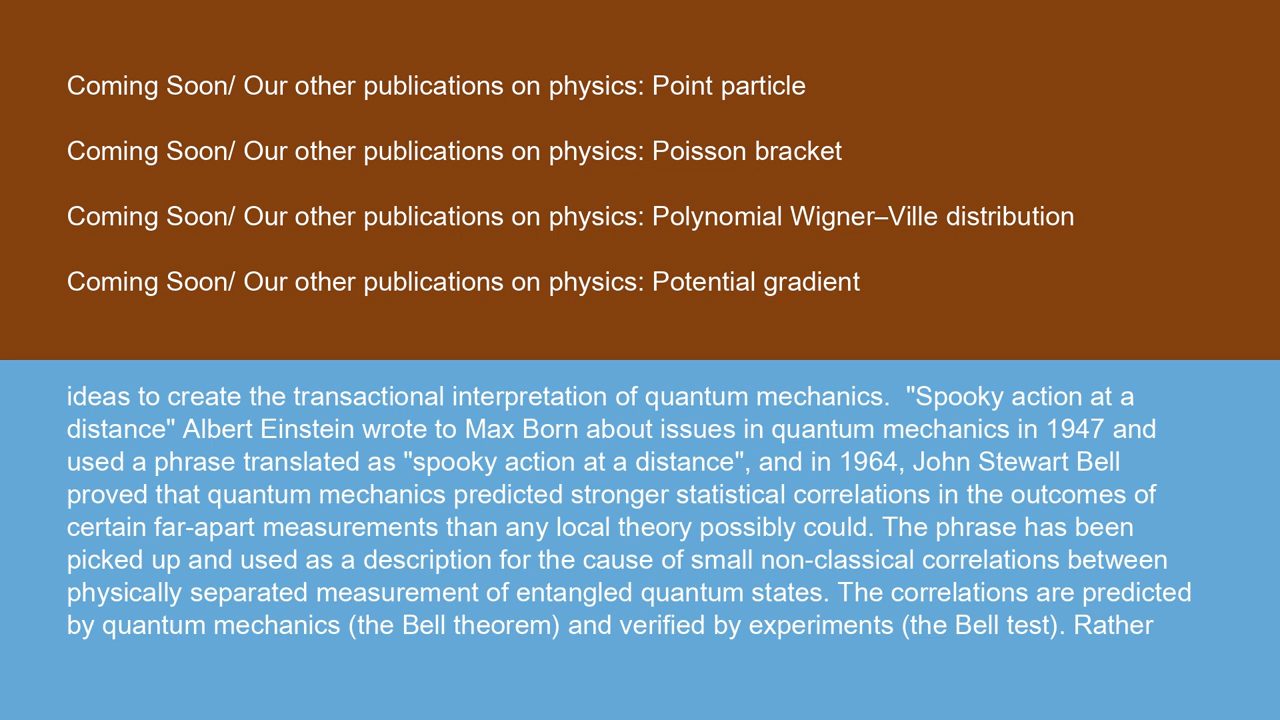 Coming Soon/ Our other publications on physics: Point particle
Coming Soon/ Our other publications on physics: Poisson bracket
Coming Soon/ Our other publications on physics: Polynomial Wigner–Ville distribution
Coming Soon/ Our other publications on physics: Potential gradient
ideas to create the transactional interpretation of quantum mechanics.  "Spooky action at a
distance" Albert Einstein wrote to Max Born about issues in quantum mechanics in 1947 and
used a phrase translated as "spooky action at a distance", and in 1964, John Stewart Bell
proved that quantum mechanics predicted stronger statistical correlations in the outcomes of
certain far-apart measurements than any local theory possibly could. The phrase has been
picked up and used as a description for the cause of small non-classical correlations between
physically separated measurement of entangled quantum states. The correlations are predicted
by quantum mechanics (the Bell theorem) and verified by experiments (the Bell test). Rather